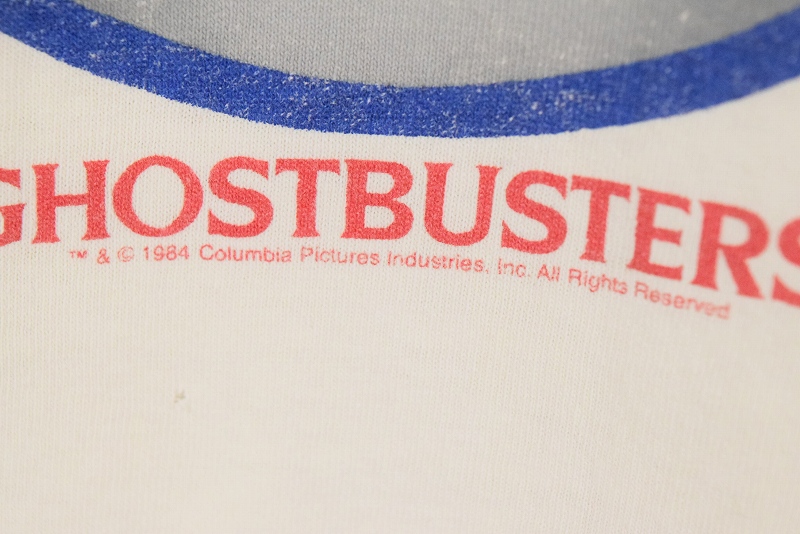 GHOSTBUSTERS
™ & © 1984 Columbia Pictures Industries, Inc. All Rights Reserved